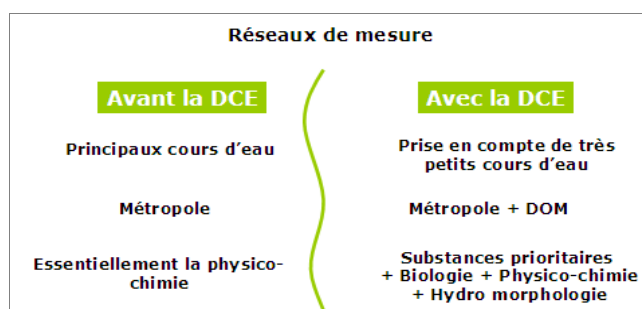 Réseaux de mesure
Avant la DCE
Principaux cours d'eau
Métropole
Essentiellement la physico-
chimie
Avec la DCE
Prise en compte de très
petits cours d'eau
Métropole + DOM
Substances prioritaires
+ Biologie + Physico-chimie
+ Hydro morphologie